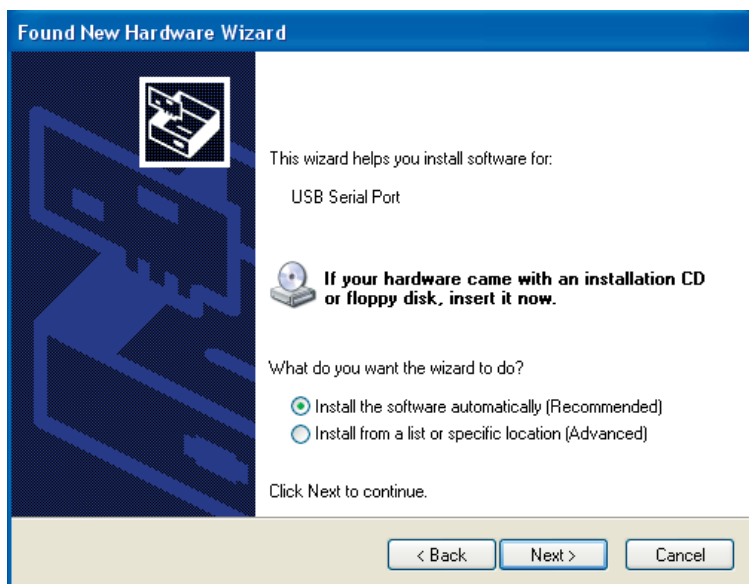 Found New Hardware Wizard
This wizard helps you install software for:
USB Serial Port
If your hardware came with an installation CD
or floppy disk, insert it now.
What do you want the wizard to do?
Install the software automatically (Recommended)
Install from a list or specific location (Advanced)
Click Next to continue.
< Back Next > Cancel